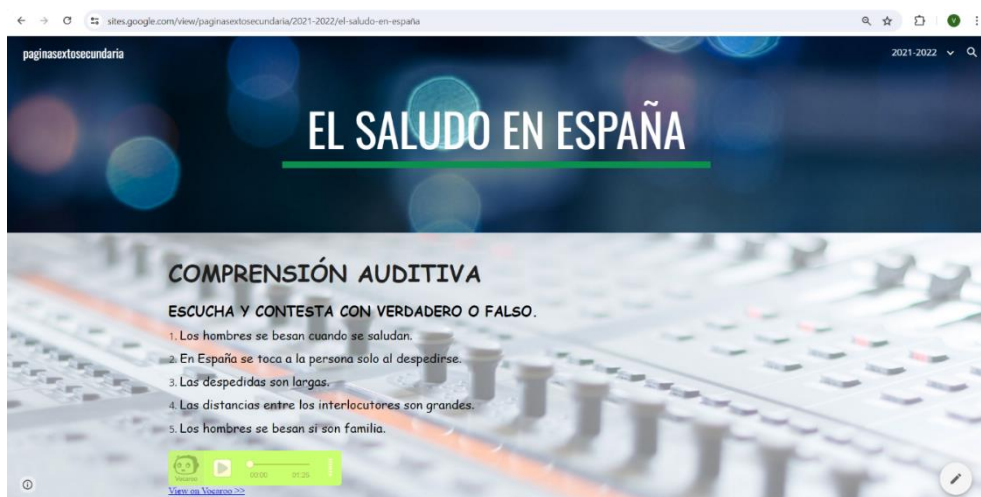 sites.google.com/view/paginasextosecundaria/2021-2022/el-saludo-en-españa
V
paginasextosecundaria
2021-2022
EL SALUDO EN ESPAÑA
COMPRENSIÓN AUDITIVA
ESCUCHA Y CONTESTA CON VERDADERO O FALSO.
1. Los hombres se besan cuando se saludan.
2. En España se toca a la persona solo al despedirse.
3. Las despedidas son largas.
4. Las distancias entre los interlocutores son grandes.
5. Los hombres se besan si son familia.
Vocaroo
00:00 01:25
View on Vocaroo >>